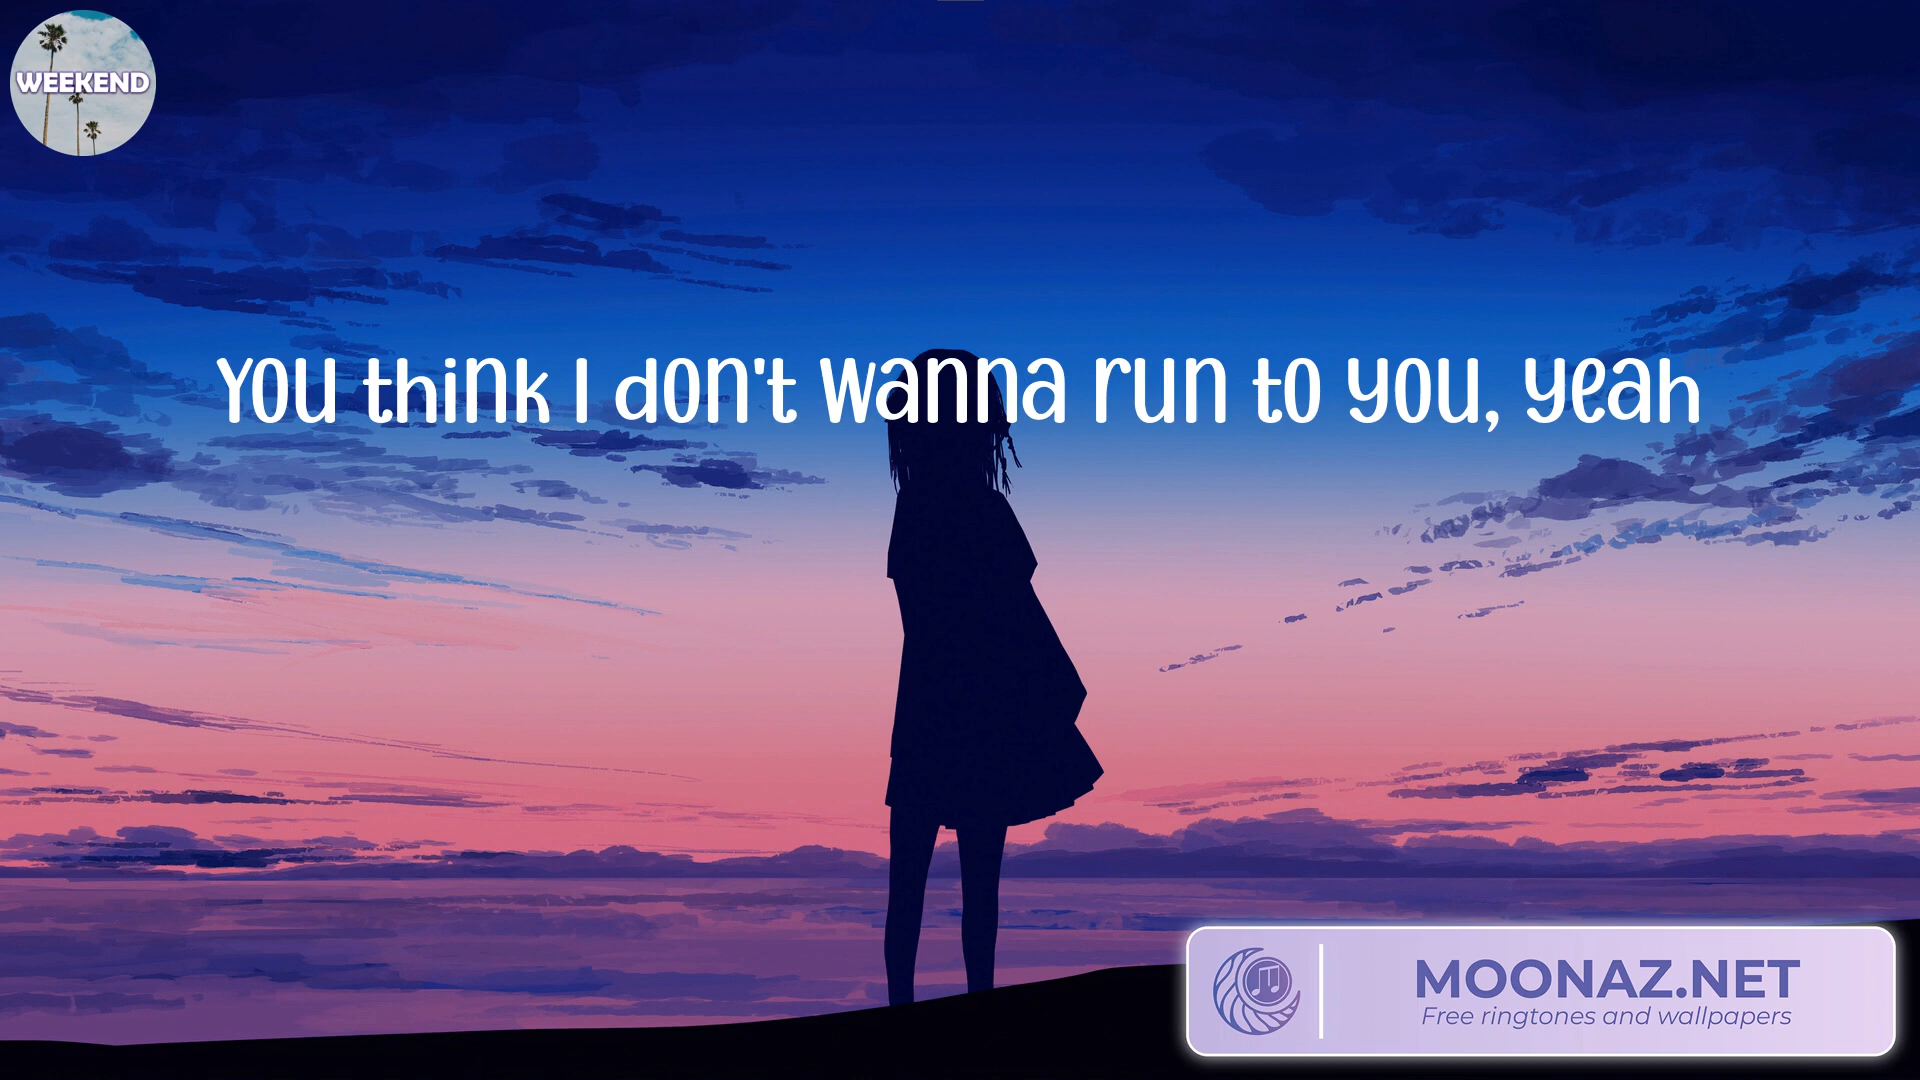 WEEKEND
You think I don't wanna run to you, yeah
MOONAZ.NET
Free ringtones and wallpapers